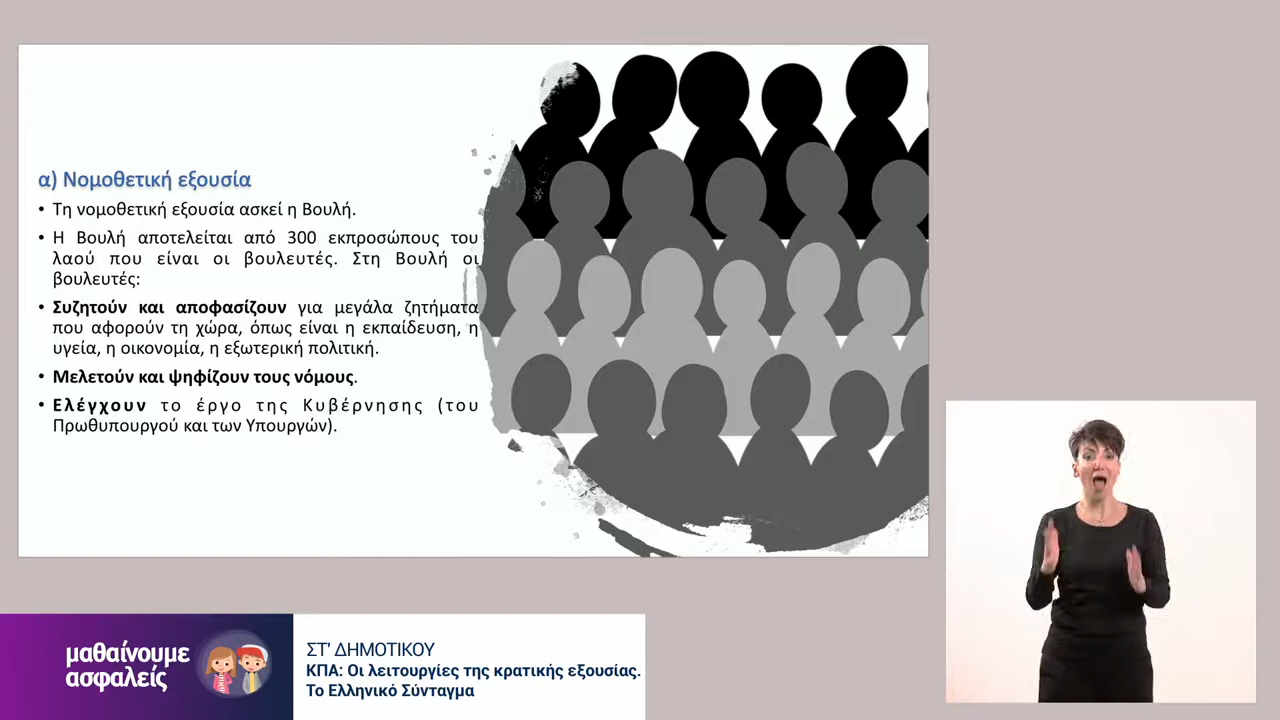 α) Νομοθετική εξουσία
• Τη νομοθετική εξουσία ασκεί η Βουλή.
• Η Βουλή αποτελείται από 300 εκπροσώπους του
λαού που είναι οι βουλευτές. Στη Βουλή οι
βουλευτές:
• Συζητούν και αποφασίζουν για μεγάλα ζητήματα
που αφορούν τη χώρα, όπως είναι η εκπαίδευση, η
υγεία, η οικονομία, η εξωτερική πολιτική.
• Μελετούν και ψηφίζουν τους νόμους.
• Ελέγχουν το έργο της Κυβέρνησης (του
Πρωθυπουργού και των Υπουργών).
μαθαίνουμε
ασφαλείς
ΣΤ' ΔΗΜΟΤΙΚΟΥ
ΚΠΑ: Οι λειτουργίες της κρατικής εξουσίας.
Το Ελληνικό Σύνταγμα